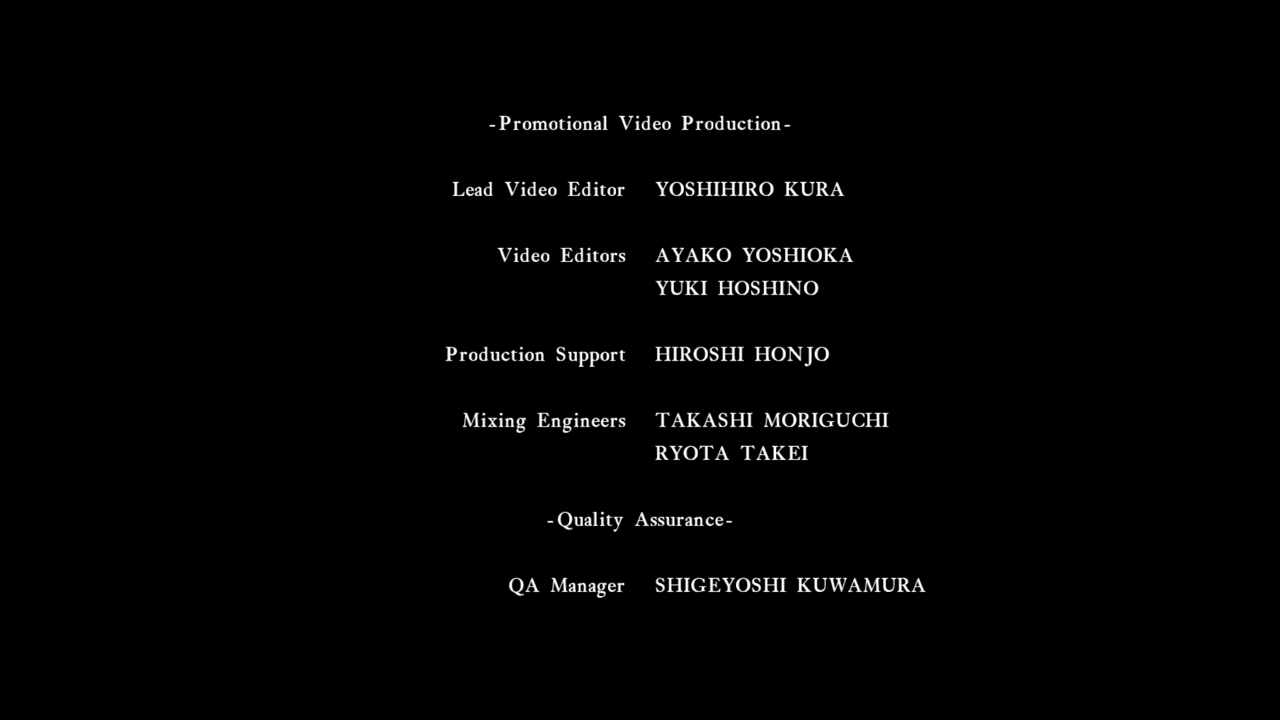 -Promotional Video Production-
Lead Video Editor YOSHIHIRO KURA
Video Editors AYAKO YOSHIOKA
YUKI HOSHINO
Production Support HIROSHI HONJO
Mixing Engineers TAKASHI MORIGUCHI
RYOTA TAKEI
-Quality Assurance-
QA Manager SHIGEYOSHI KUWAMURA